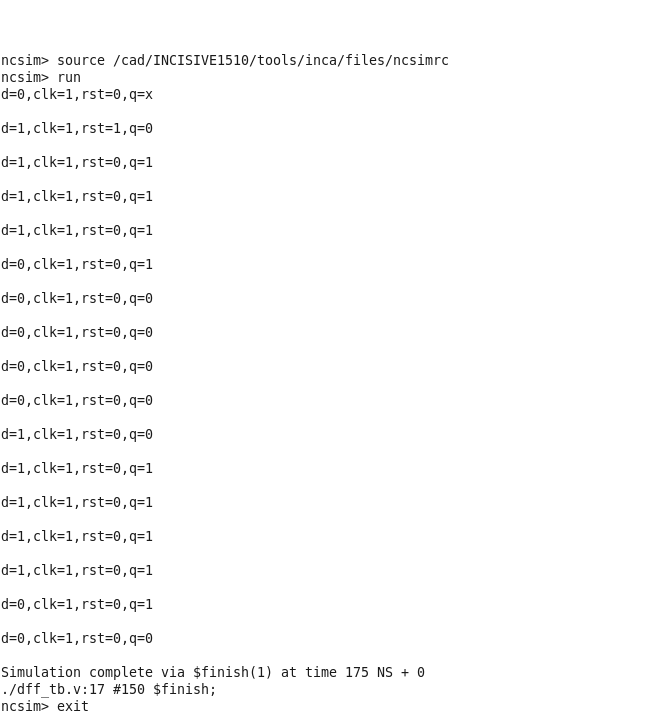 ncsim> source /cad/INCISIVE1510/tools/inca/files/ncsimrc
ncsim> run
d=0,clk=1,rst=0,q=x
d=1,clk=1,rst=1,q=0
d=1,clk=1,rst=0,q=1
d=1,clk=1,rst=0,q=1
d=1,clk=1,rst=0,q=1
d=0,clk=1,rst=0,q=1
d=0,clk=1,rst=0,q=0
d=0,clk=1,rst=0,q=0
d=0,clk=1,rst=0,q=0
d=0,clk=1,rst=0,q=0
d=1,clk=1,rst=0,q=0
d=1,clk=1,rst=0,q=1
d=1,clk=1,rst=0,q=1
d=1,clk=1,rst=0,q=1
d=1,clk=1,rst=0,q=1
d=0,clk=1,rst=0,q=1
d=0,clk=1,rst=0,q=0
Simulation complete via $finish(1) at time 175 NS + 0
./dff_tb.v:17 #150 $finish;
ncsim> exit